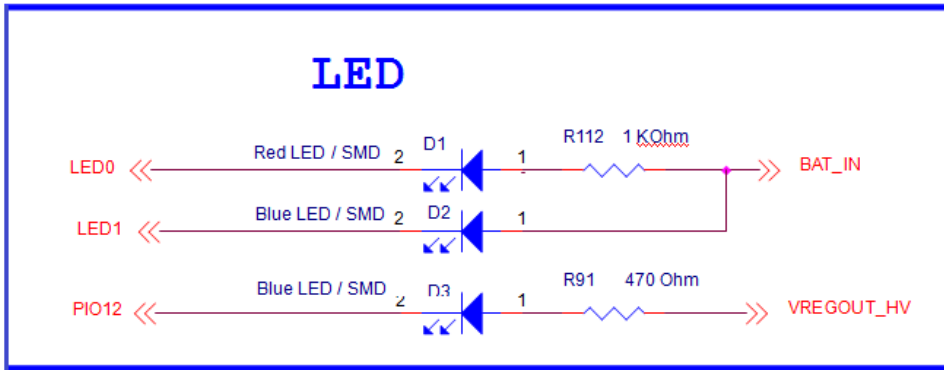 LED
LED0 Red LED / SMD 2 D1 1 R112 1 KOhm BAT_IN
LED1 Blue LED / SMD 2 D2 1
PIO12 Blue LED / SMD 2 D3 1 R91 470 Ohm VREGOUT_HV